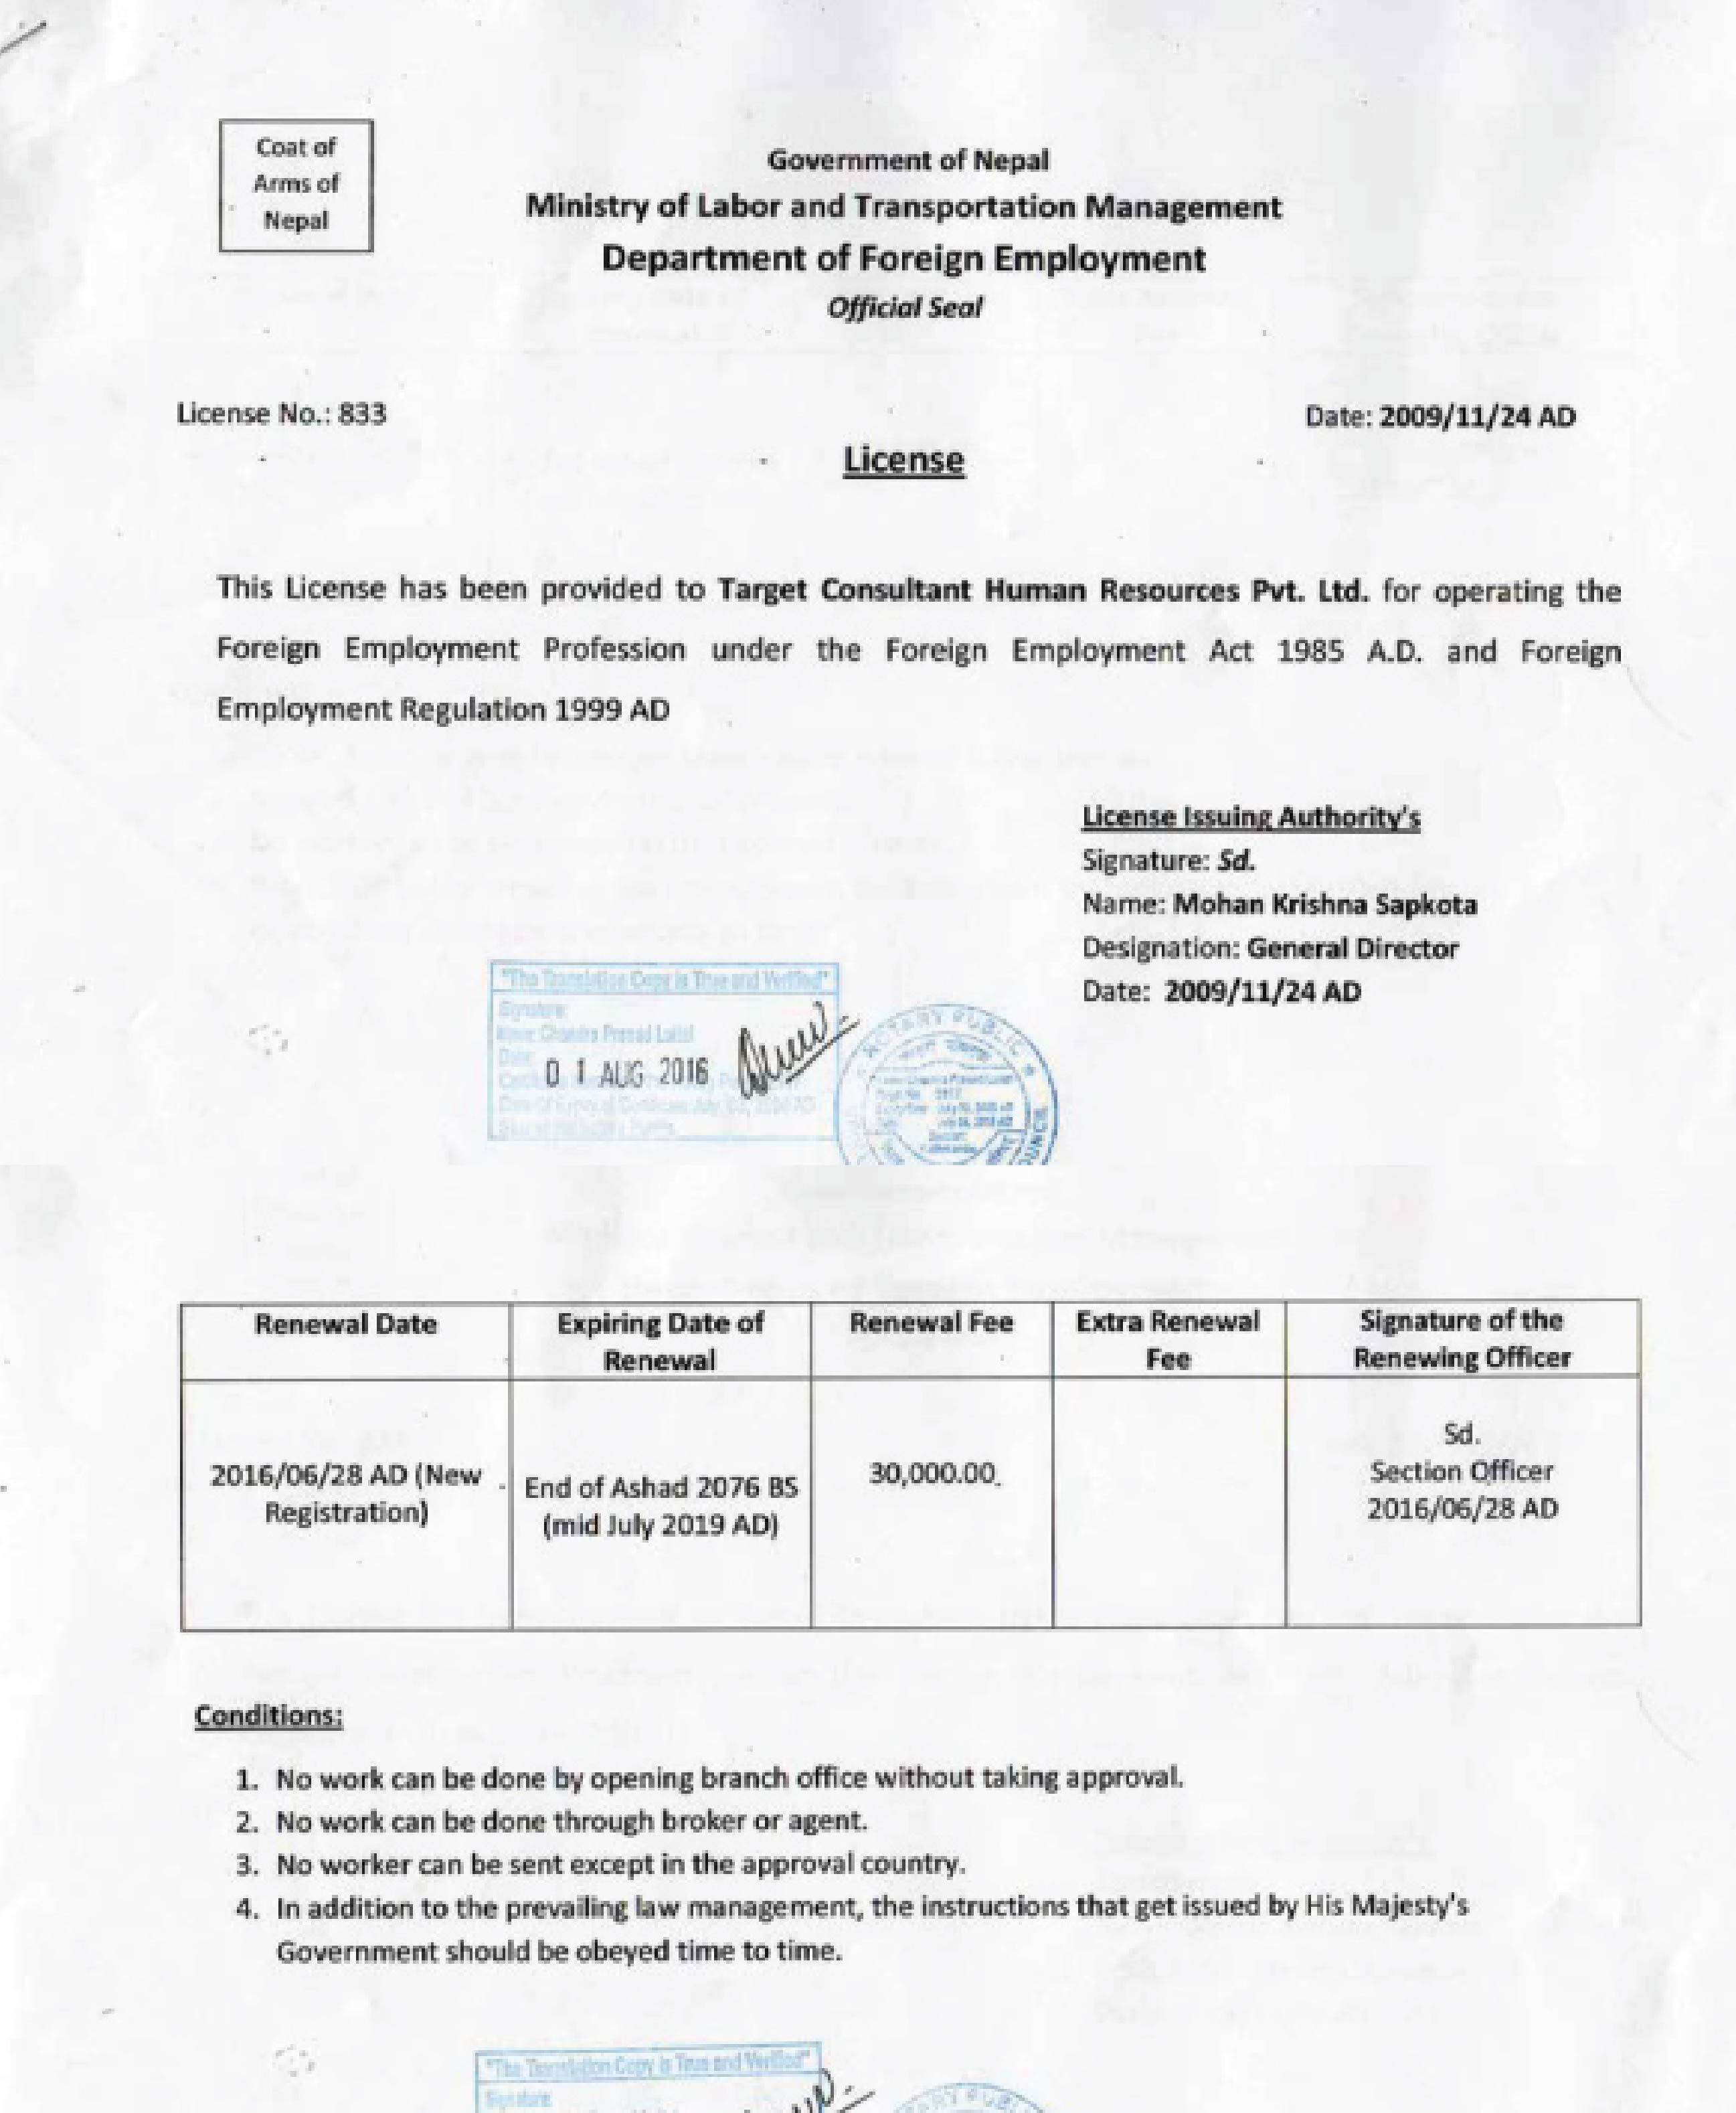 Coat of
Arms of
Nepal
Government of Nepal
Ministry of Labor and Transportation Management
Department of Foreign Employment
Official Seal
License No.: 833
Date: 2009/11/24 AD
License
This License has been provided to Target Consultant Human Resources Pvt. Ltd. for operating the
Foreign Employment Profession under the Foreign Employment Act 1985 A.D. and Foreign
Employment Regulation 1999 AD
License Issuing Authority's
Signature: Sd.
Name: Mohan Krishna Sapkota
Designation: General Director
Date: 2009/11/24 AD
"The Translation Copy is True and Verified"
Signature
Date
0 1 AUG 2016
NOTARY PUBLIC
COUNCIL
Renewal Date
Expiring Date of
Renewal
Renewal Fee
Extra Renewal
Fee
Signature of the
Renewing Officer
2016/06/28 AD (New
Registration)
End of Ashad 2076 BS
(mid July 2019 AD)
30,000.00
Sd.
Section Officer
2016/06/28 AD
Conditions:
1. No work can be done by opening branch office without taking approval.
2. No work can be done through broker or agent.
3. No worker can be sent except in the approval country.
4. In addition to the prevailing law management, the instructions that get issued by His Majesty's
Government should be obeyed time to time.
"The Translation Copy is True and Verified"
Signature